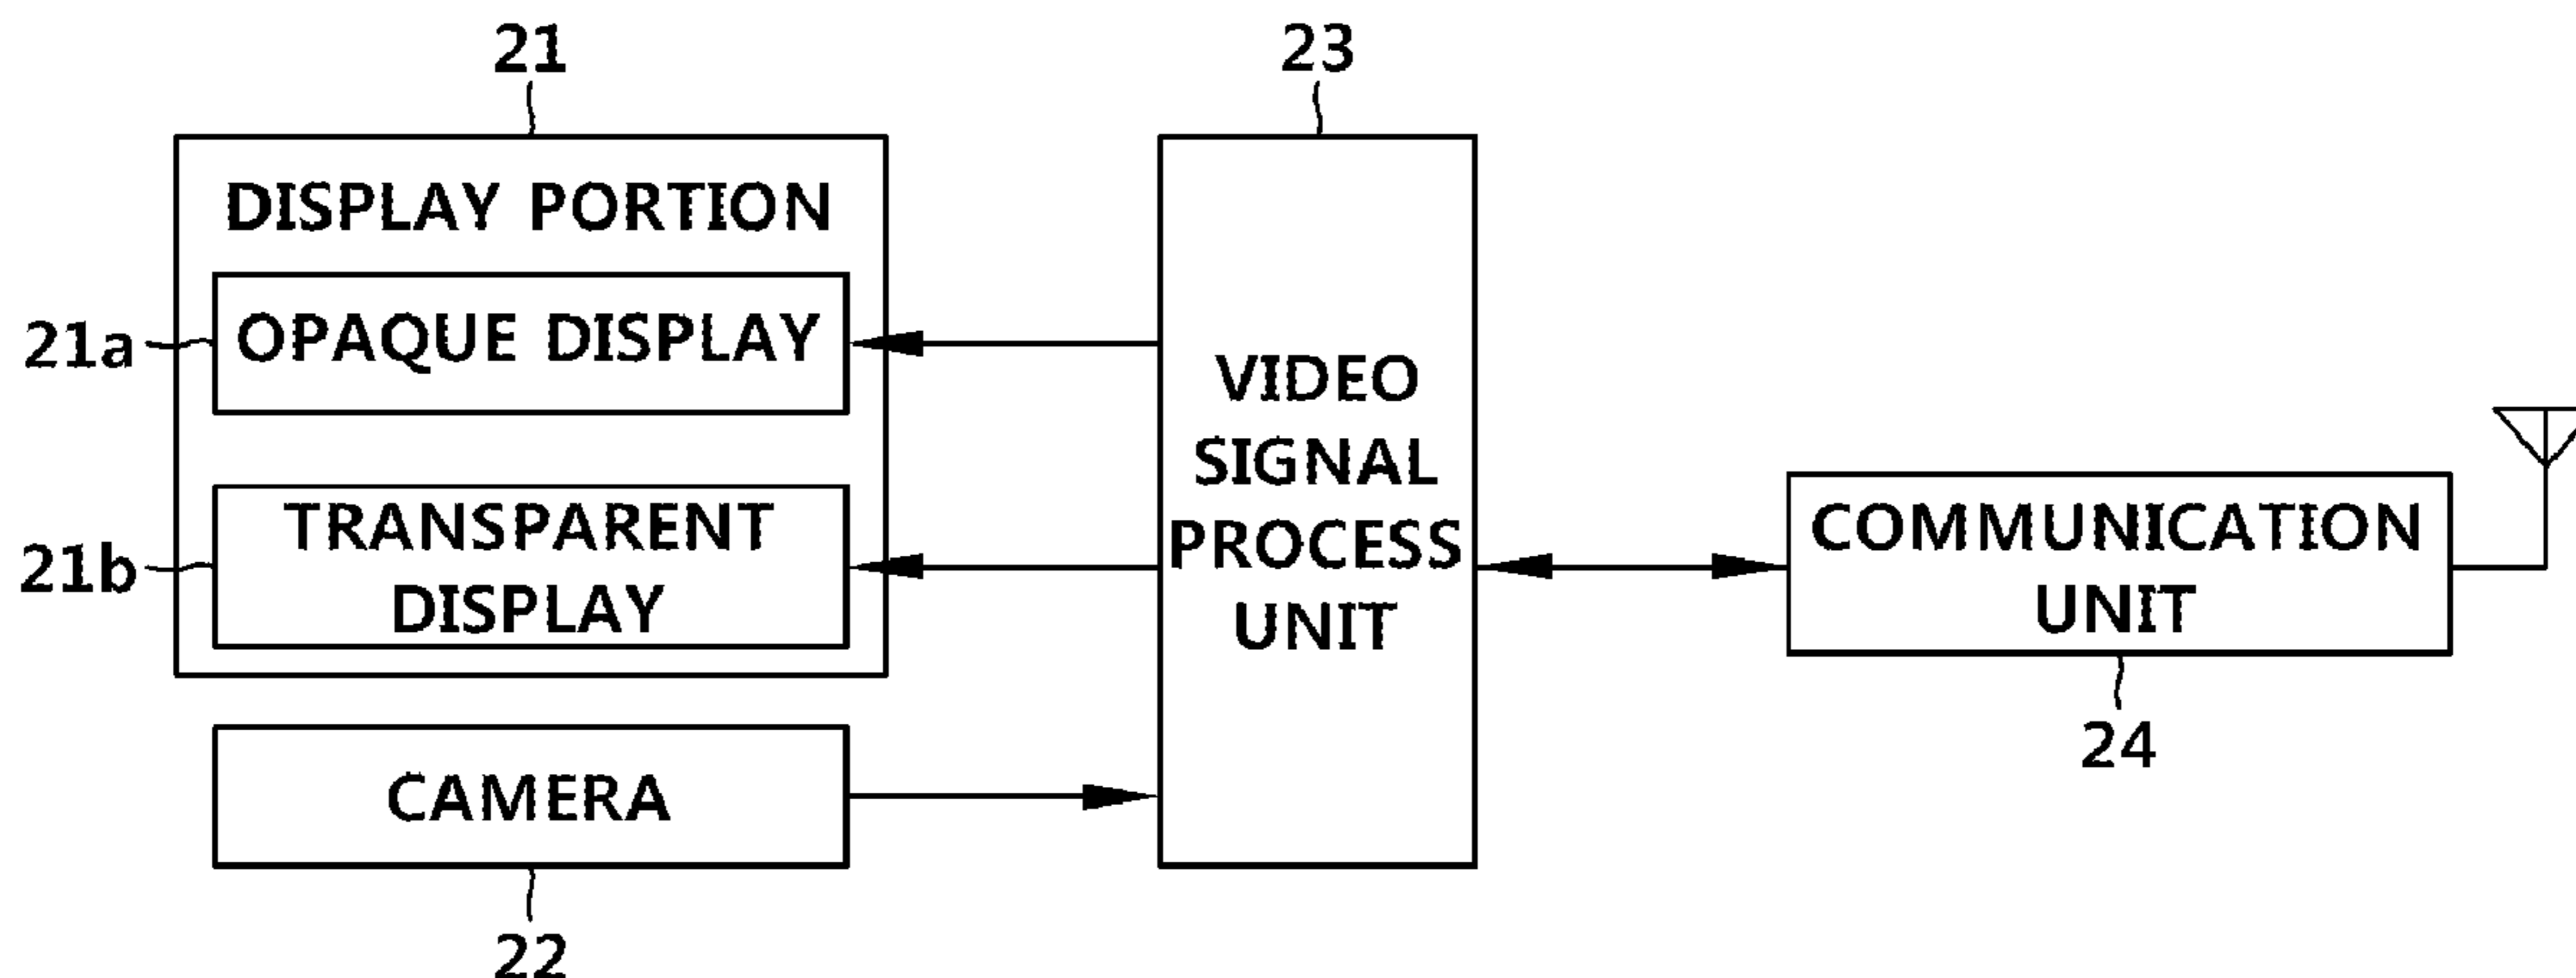 21
23
DISPLAY PORTION
21a
OPAQUE DISPLAY
21b
TRANSPARENT
DISPLAY
VIDEO
SIGNAL
PROCESS
UNIT
COMMUNICATION
UNIT
24
CAMERA
22